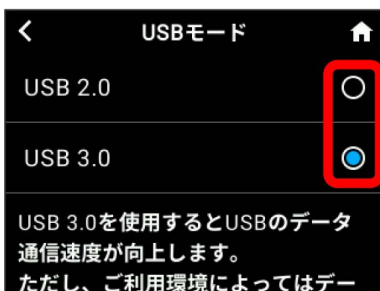 USBモード
USB 2.0
USB 3.0
USB 3.0を使用するとUSBのデータ
通信速度が向上します。
ただし、ご利用環境によってはデー